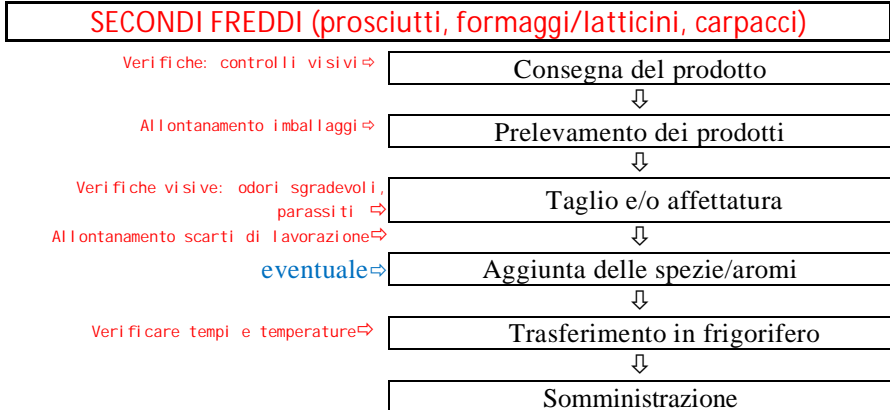 SECONDI FREDDI (prosciutti, formaggi/latticini, carpacci)
Verifiche: controlli visivi⇨
Consegna del prodotto
⇩
Allontanamento imballaggi⇨
Prelevamento dei prodotti
⇩
Verifiche visive: odori sgradevoli,
parassiti ⇨
Taglio e/o affettatura
Allontanamento scarti di lavorazione⇨
⇩
eventuale⇨
Aggiunta delle spezie/aromi
⇩
Verificare tempi e temperature⇨
Trasferimento in frigorifero
⇩
Somministrazione